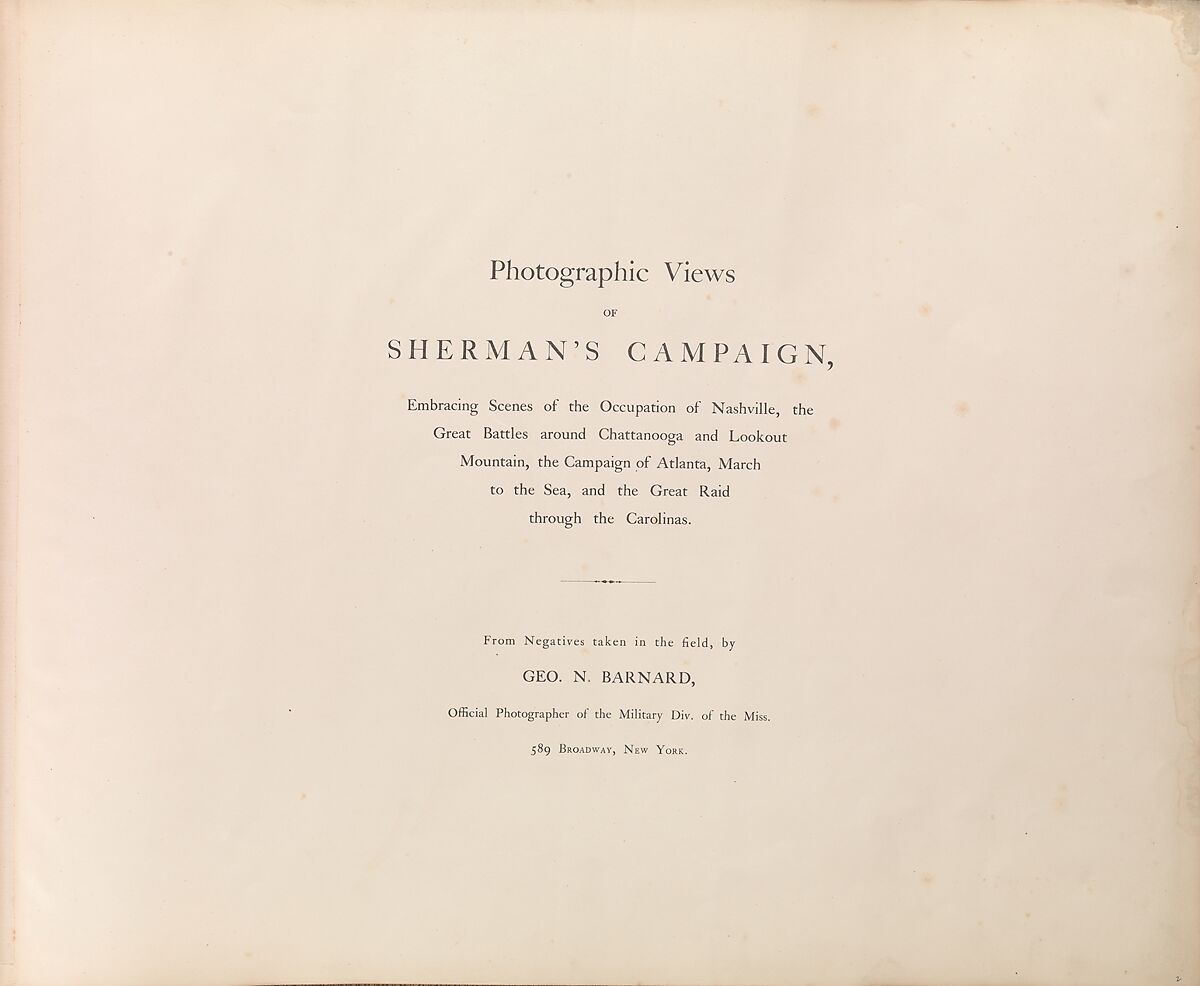 Photographic Views
OF
SHERMAN'S CAMPAIGN,
Embracing Scenes of the Occupation of Nashville, the
Great Battles around Chattanooga and Lookout
Mountain, the Campaign of Atlanta, March
to the Sea, and the Great Raid
through the Carolinas.
From Negatives taken in the field, by
GEO. N. BARNARD,
Official Photographer of the Military Div. of the Miss.
589 BROADWAY, NEW YORK.